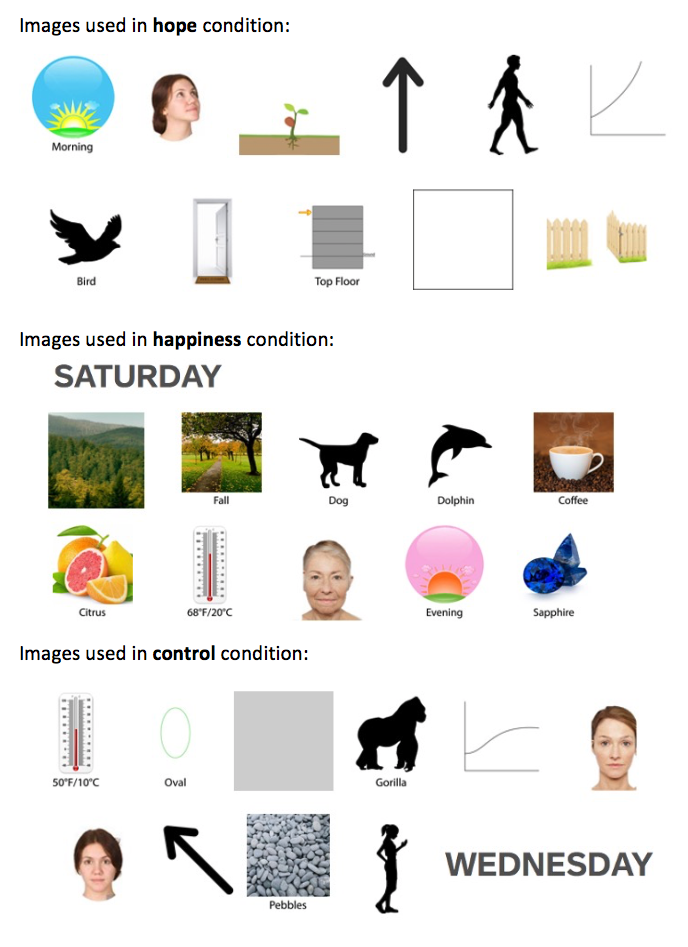 Images used in hope condition:
Morning
Bird
Top Floor
Images used in happiness condition:
SATURDAY
Fall
Dog
Dolphin
Coffee
Citrus
68°F/20°C
Evening
Sapphire
Images used in control condition:
50°F/10°C
Oval
Gorilla
Pebbles
WEDNESDAY